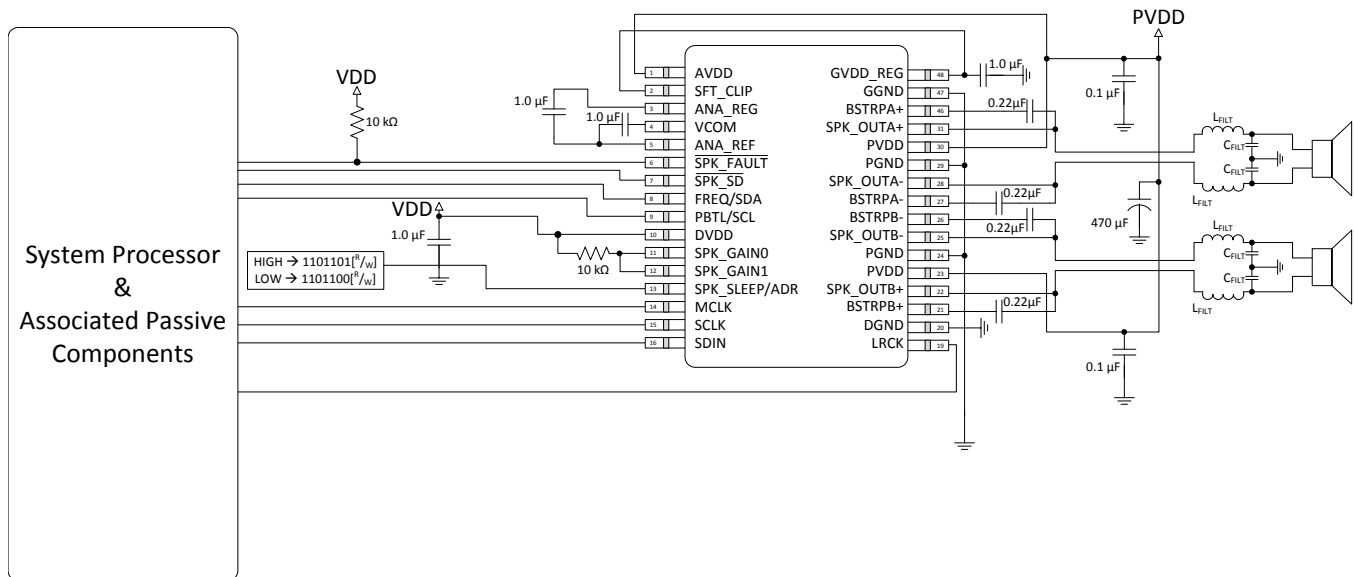 System Processor
&
Associated Passive
Components
VDD
10 kΩ
VDD
1.0 µF
HIGH → 1101101[R/W]
LOW → 1101100[R/W]
1.0 µF
1.0 µF
10 kΩ
1 AVDD
2 SFT_CLIP
3 ANA_REG
4 VCOM
5 ANA_REF
6 SPK_FAULT
7 SPK_SD
8 FREQ/SDA
9 PBTL/SCL
10 DVDD
11 SPK_GAIN0
12 SPK_GAIN1
13 SPK_SLEEP/ADR
14 MCLK
15 SCLK
16 SDIN
GVDD_REG 48
GGND 47
BSTRPA+ 46
SPK_OUTA+ 31
PVDD 30
PGND 29
SPK_OUTA- 28
BSTRPA- 27
BSTRPB- 26
SPK_OUTB- 25
PGND 24
PVDD 23
SPK_OUTB+ 22
BSTRPB+ 21
DGND 20
LRCK 19
1.0 µF
0.22µF
0.22µF
0.22µF
0.22µF
PVDD
0.1 µF
470 µF
0.1 µF
LFILT
CFILT
CFILT
LFILT
LFILT
CFILT
CFILT
LFILT